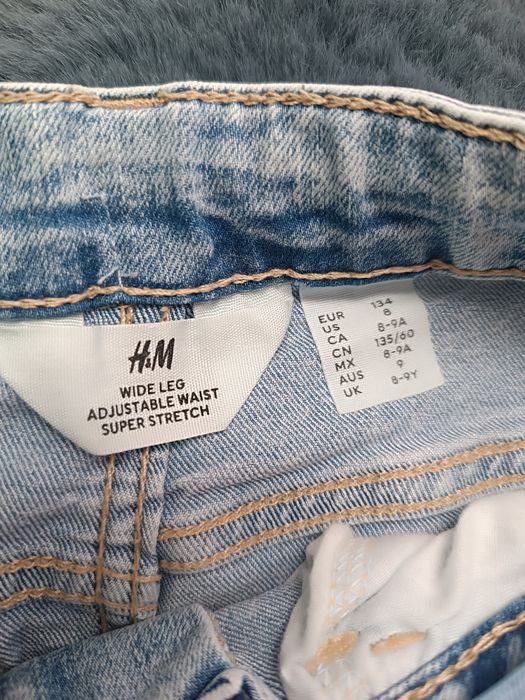 H&M
WIDE LEG
ADJUSTABLE WAIST
SUPER STRETCH
EUR 134
US 8
CA 8-9A
CN 135/60
MX 8-9A
AUS 9
UK 8-9Y